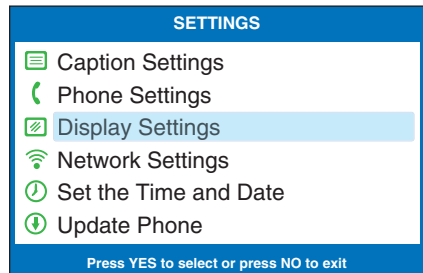 SETTINGS
Caption Settings
Phone Settings
Display Settings
Network Settings
Set the Time and Date
Update Phone
Press YES to select or press NO to exit